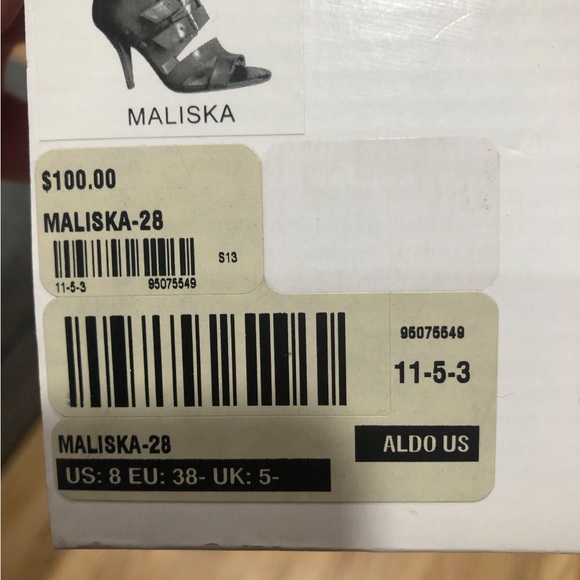 MALISKA
$100.00
MALISKA-28
S13
11-5-3 95075549
95075549
11-5-3
MALISKA-28
ALDO US
US: 8 EU: 38- UK: 5-